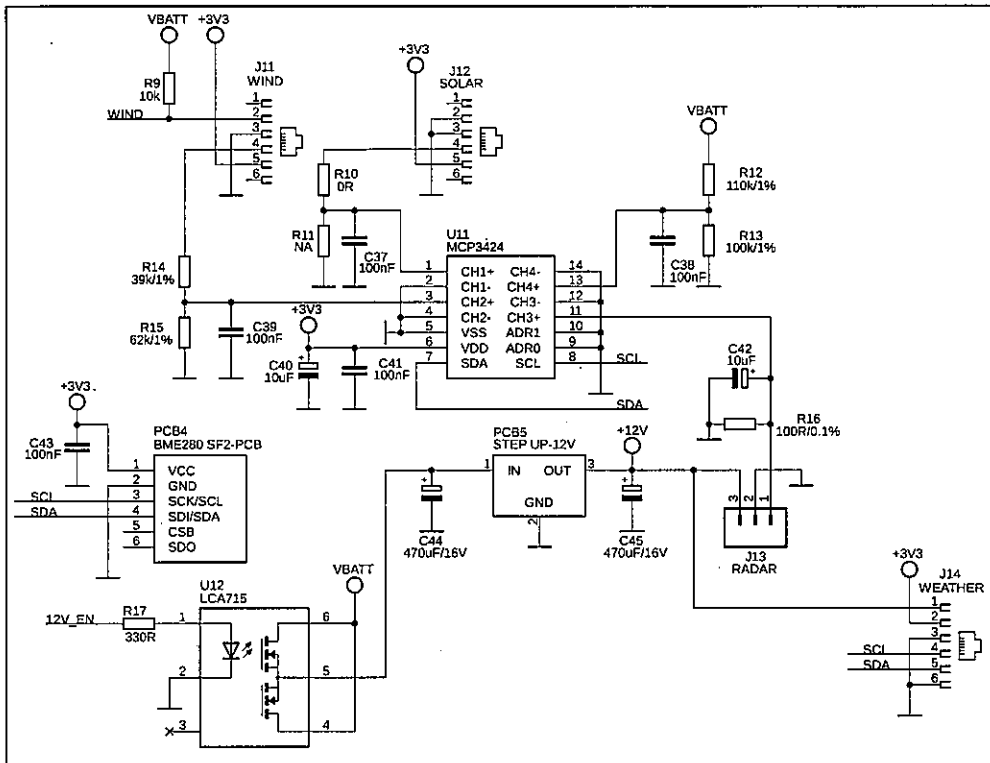 VBATT +3V3
R9
10k
J11
WIND
1
2
3
4
5
6
WIND
+3V3
J12
SOLAR
1
2
3
4
5
6
R10
0R
R11
NA
C37
100nF
VBATT
R12
110k/1%
R13
100k/1%
C38
100nF
R14
39k/1%
R15
62k/1%
C39
100nF
U11
MCP3424
1 CH1+ CH4- 14
2 CH1- CH4+ 13
3 CH2+ CH3- 12
4 CH2- CH3+ 11
5 VSS ADR1 10
6 VDD ADR0 9
7 SDA SCL 8
SCL
SDA
+3V3
+
C40
10uF
C41
100nF
C42
10uF
+
R16
100R/0.1%
+3V3
C43
100nF
PCB4
BME280 SF2-PCB
1 VCC
2 GND
3 SCK/SCL
4 SDI/SDA
5 CSB
6 SDO
SCL
SDA
PCB5
STEP UP-12V
1 IN OUT 3
GND
2
+12V
+
C44
470uF/16V
+
C45
470uF/16V
3 2 1
J13
RADAR
U12
LCA715
12V_EN
R17
330R
1
2
3
6
5
4
VBATT
+3V3
J14
WEATHER
1
2
3
4
5
6
SCL
SDA